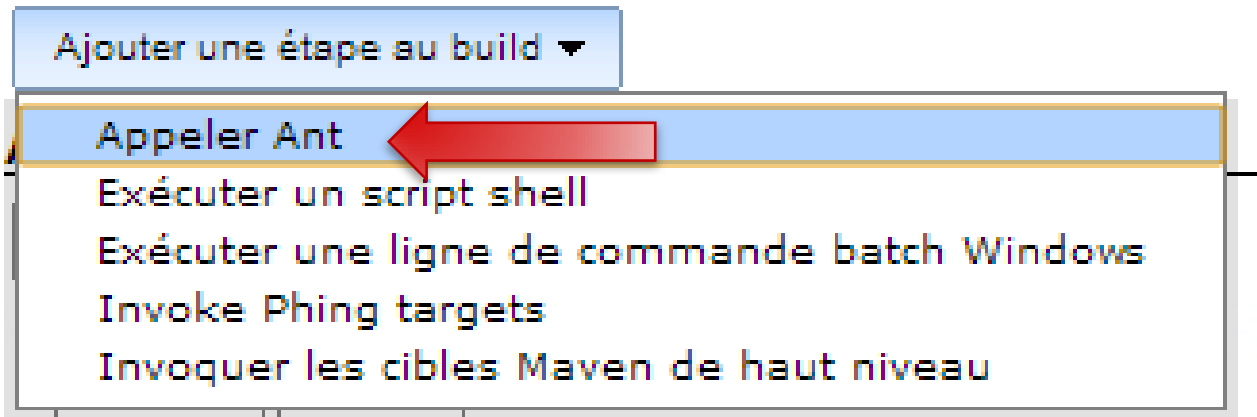 Ajouter une étape au build
Appeler Ant
Exécuter un script shell
Exécuter une ligne de commande batch Windows
Invoke Phing targets
Invoquer les cibles Maven de haut niveau